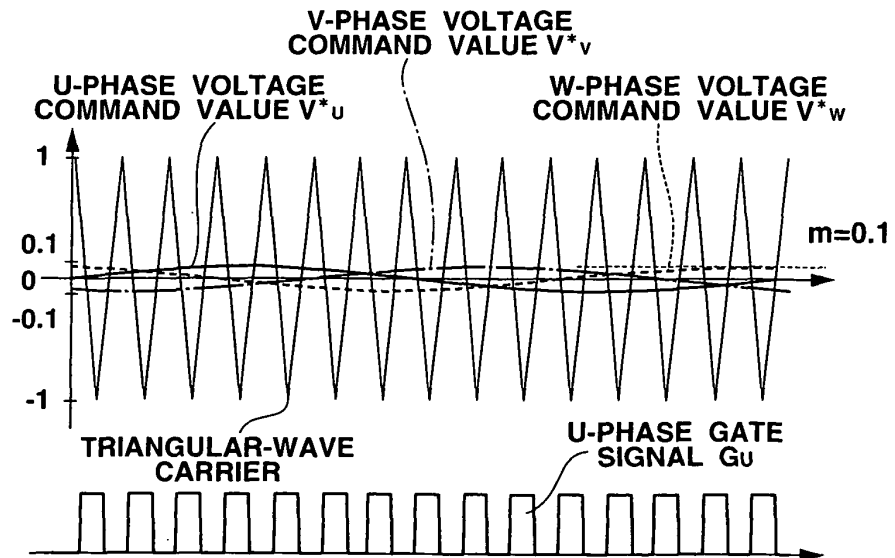 V-PHASE VOLTAGE
COMMAND VALUE V*v
U-PHASE VOLTAGE
COMMAND VALUE V*U
W-PHASE VOLTAGE
COMMAND VALUE V*W
1
0.1
0
-0.1
-1
m=0.1
TRIANGULAR-WAVE
CARRIER
U-PHASE GATE
SIGNAL GU